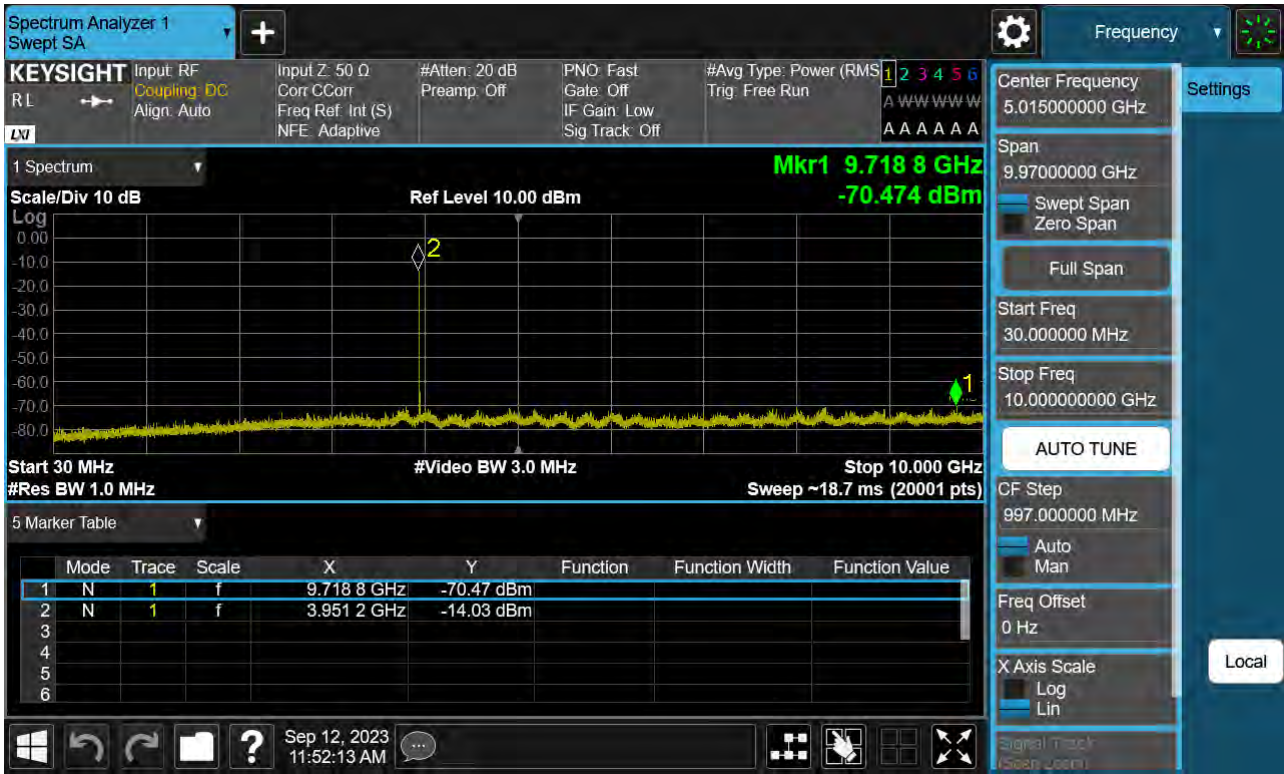 Spectrum Analyzer 1
Swept SA
+
Frequency
KEYSIGHT
RL
LXI
Input: RF
Coupling: DC
Align: Auto
Input Z: 50 Ω
Corr CCorr
Freq Ref: Int (S)
NFE: Adaptive
#Atten: 20 dB
Preamp: Off
PNO: Fast
Gate: Off
IF Gain: Low
Sig Track: Off
#Avg Type: Power (RMS
Trig: Free Run
1 2 3 4 5 6
A W W W W W
A A A A A A
1 Spectrum
Scale/Div 10 dB
Ref Level 10.00 dBm
Mkr1 9.718 8 GHz
-70.474 dBm
Log
0.00
-10.0
-20.0
-30.0
-40.0
-50.0
-60.0
-70.0
-80.0
2
1
Start 30 MHz
#Video BW 3.0 MHz
Stop 10.000 GHz
#Res BW 1.0 MHz
Sweep ~18.7 ms (20001 pts)
5 Marker Table
Mode Trace Scale X Y Function Function Width Function Value
1 N 1 f 9.718 8 GHz -70.47 dBm
2 N 1 f 3.951 2 GHz -14.03 dBm
3
4
5
6
Sep 12, 2023
11:52:13 AM
Center Frequency
5.015000000 GHz
Settings
Span
9.97000000 GHz
Swept Span
Zero Span
Full Span
Start Freq
30.000000 MHz
Stop Freq
10.000000000 GHz
AUTO TUNE
CF Step
997.000000 MHz
Auto
Man
Freq Offset
0 Hz
X Axis Scale
Log
Lin
Local
Signal Track
(Span Zoom)